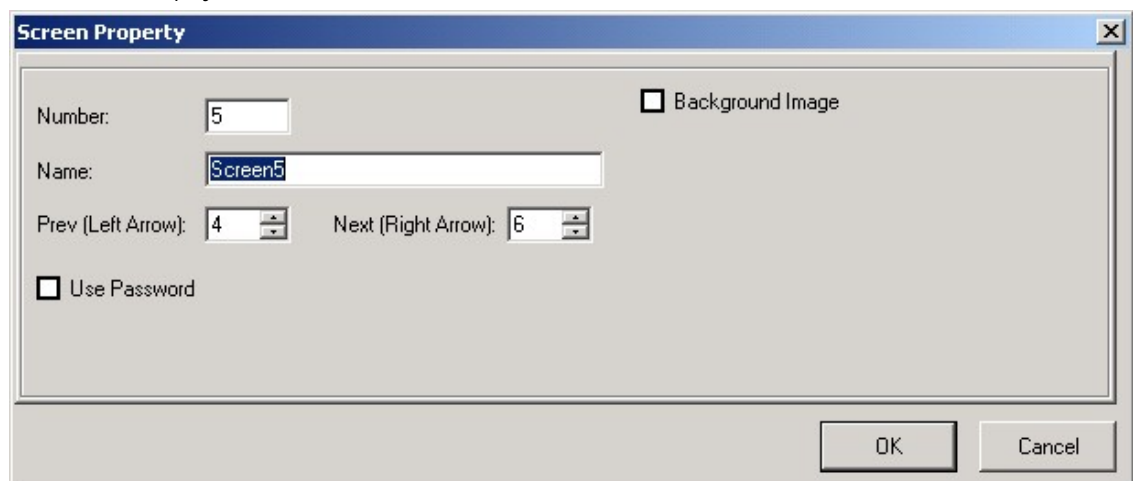 Screen Property
Number: 5
Background Image
Name: Screen5
Prev (Left Arrow): 4 Next (Right Arrow): 6
Use Password
OK Cancel